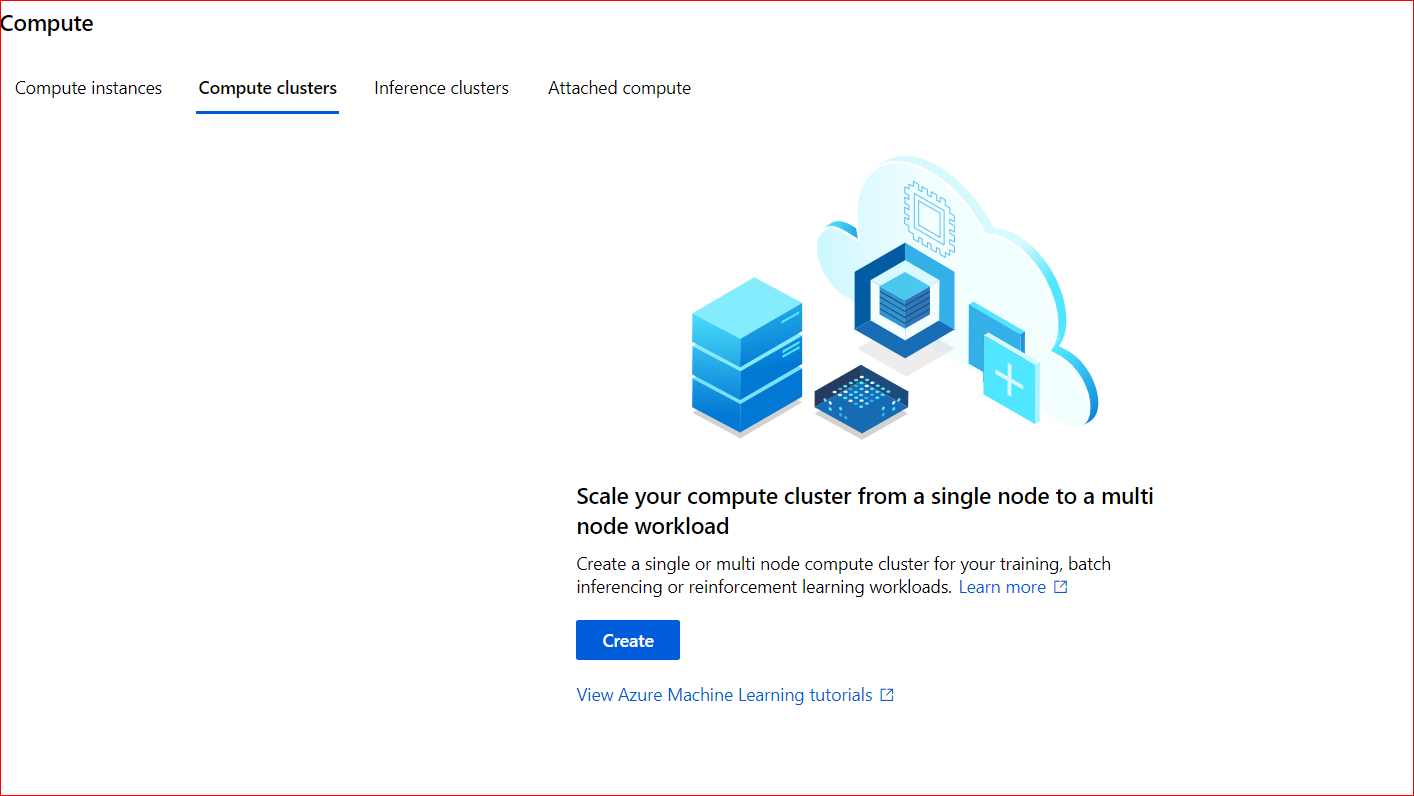 Compute
Compute instances Compute clusters Inference clusters Attached compute
Scale your compute cluster from a single node to a multi
node workload
Create a single or multi node compute cluster for your training, batch
inferencing or reinforcement learning workloads. Learn more
Create
View Azure Machine Learning tutorials